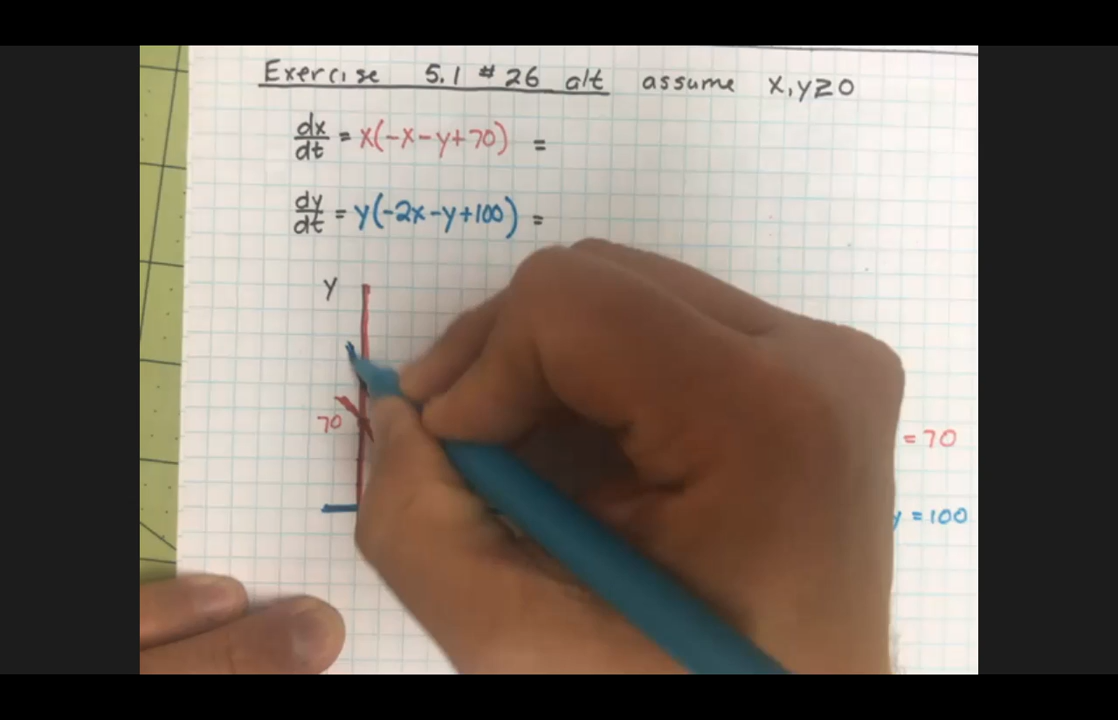 Exercise 5.1 #26 alt assume x,y≥0
dx/dt = x(-x-y+70) =
dy/dt = y(-2x-y+100) =
y
70
=70
y =100